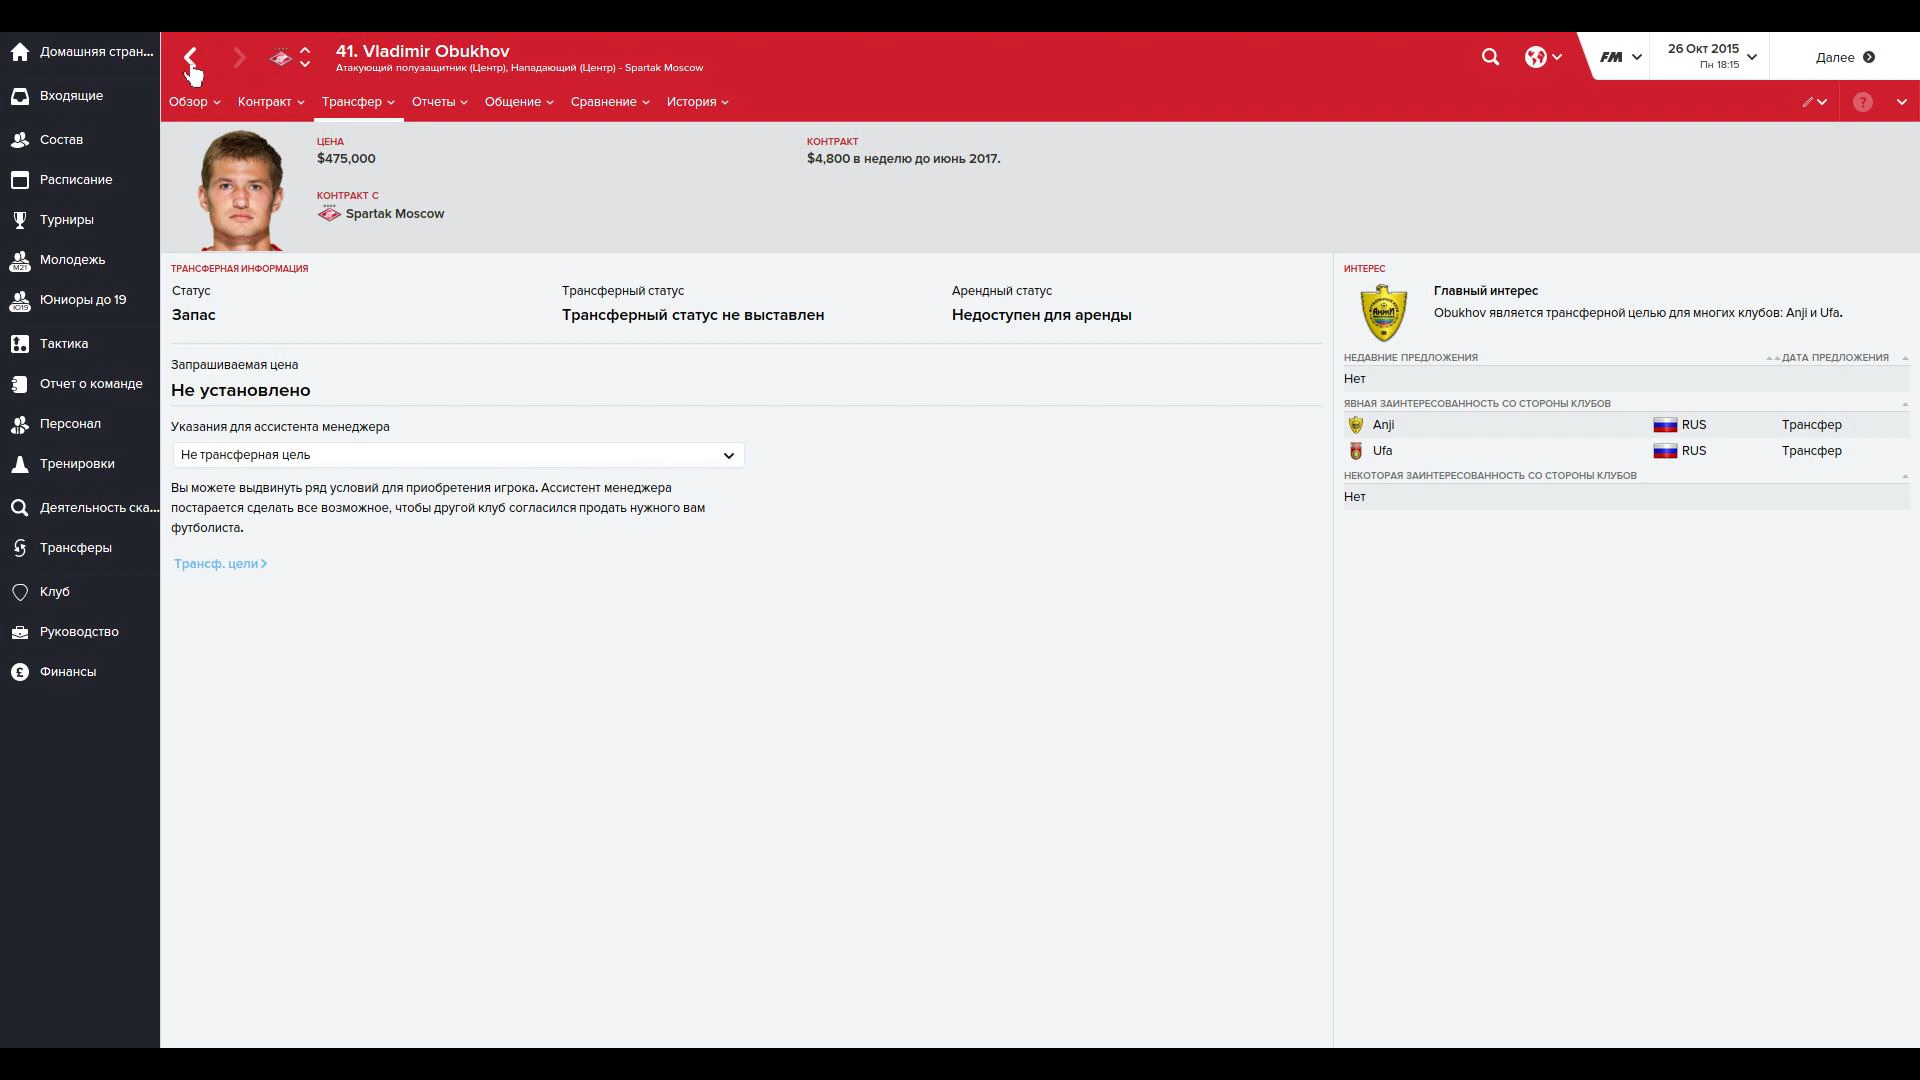 Домашняя стран...
Входящие
Состав
Расписание
Турниры
M21
Молодежь
Ю19
Юниоры до 19
Тактика
Отчет о команде
Персонал
Тренировки
Деятельность ска...
Трансферы
Клуб
Руководство
£
Финансы
41. Vladimir Obukhov
Атакующий полузащитник (Центр), Нападающий (Центр) - Spartak Moscow
FM
26 Окт 2015
Пн 18:15
Далее
Обзор
Контракт
Трансфер
Отчеты
Общение
Сравнение
История
?
ЦЕНА
$475,000
КОНТРАКТ
$4,800 в неделю до июнь 2017.
КОНТРАКТ С
Spartak Moscow
ТРАНСФЕРНАЯ ИНФОРМАЦИЯ
Статус
Запас
Трансферный статус
Трансферный статус не выставлен
Арендный статус
Недоступен для аренды
Запрашиваемая цена
Не установлено
Указания для ассистента менеджера
Не трансферная цель
Вы можете выдвинуть ряд условий для приобретения игрока. Ассистент менеджера
постарается сделать все возможное, чтобы другой клуб согласился продать нужного вам
футболиста.
Трансф. цели
ИНТЕРЕС
АНЖИ
Главный интерес
Obukhov является трансферной целью для многих клубов: Anji и Ufa.
НЕДАВНИЕ ПРЕДЛОЖЕНИЯ
ДАТА ПРЕДЛОЖЕНИЯ
Нет
ЯВНАЯ ЗАИНТЕРЕСОВАННОСТЬ СО СТОРОНЫ КЛУБОВ
Anji RUS Трансфер
Ufa RUS Трансфер
НЕКОТОРАЯ ЗАИНТЕРЕСОВАННОСТЬ СО СТОРОНЫ КЛУБОВ
Нет